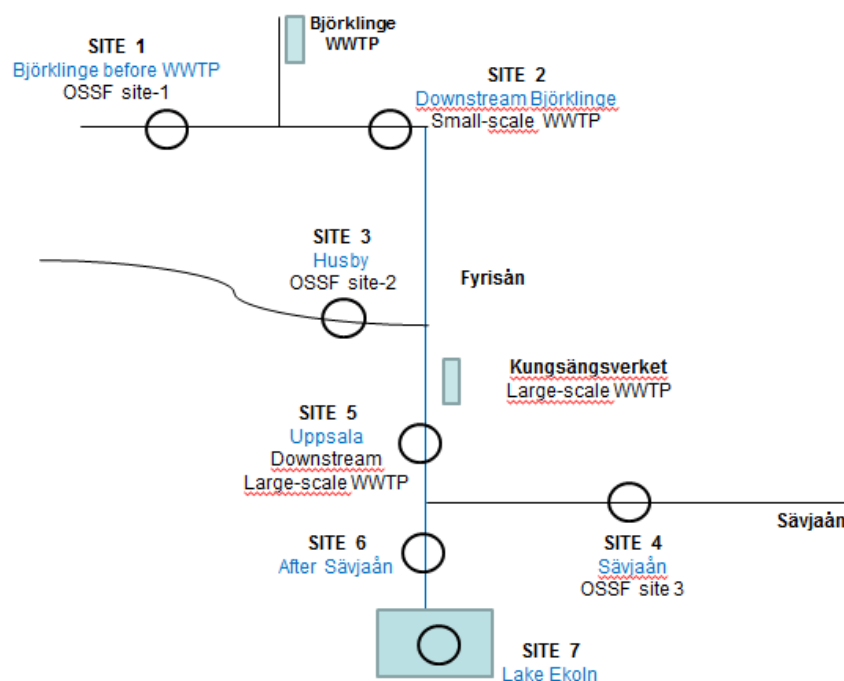 Björklinge
WWTP
SITE 1
Björklinge before WWTP
OSSF site-1
SITE 2
Downstream Björklinge
Small-scale WWTP
SITE 3
Husby
OSSF site-2
Fyrisån
Kungsängsverket
Large-scale WWTP
SITE 5
Uppsala
Downstream
Large-scale WWTP
Sävjaån
SITE 6
After Sävjaån
SITE 4
Sävjaån
OSSF site 3
SITE 7
Lake Ekoln